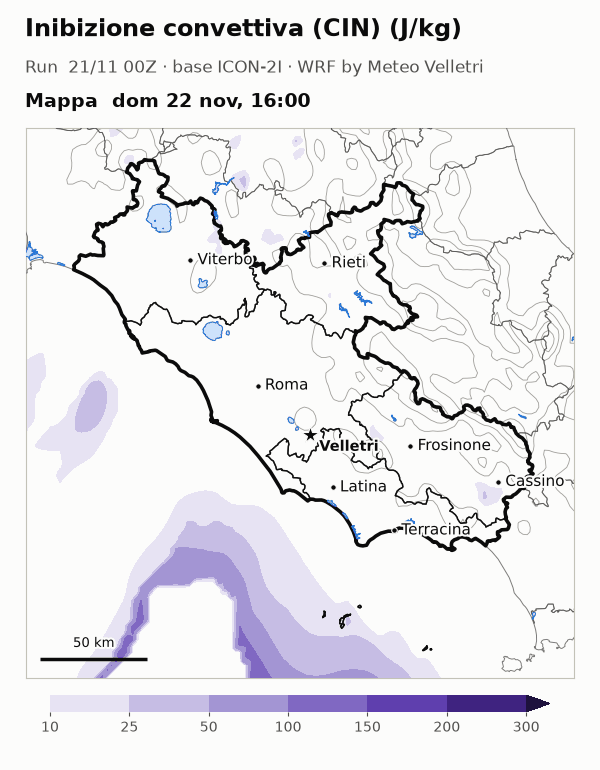 Inibizione convettiva (CIN) (J/kg)
Run  21/11 00Z · base ICON-2I · WRF by Meteo Velletri
Mappa  dom 22 nov, 16:00
Viterbo
Rieti
Roma
Velletri
Frosinone
Latina
Cassino
Terracina
50 km
10 25 50 100 150 200 300